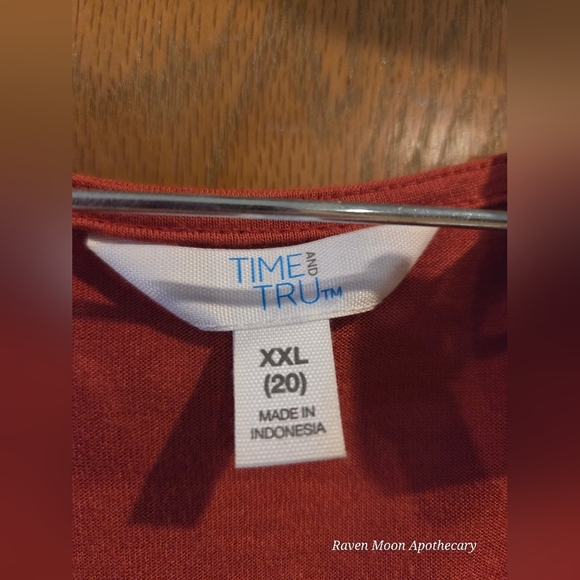 TIME AND
TRU™
XXL
(20)
MADE IN
INDONESIA
Raven Moon Apothecary